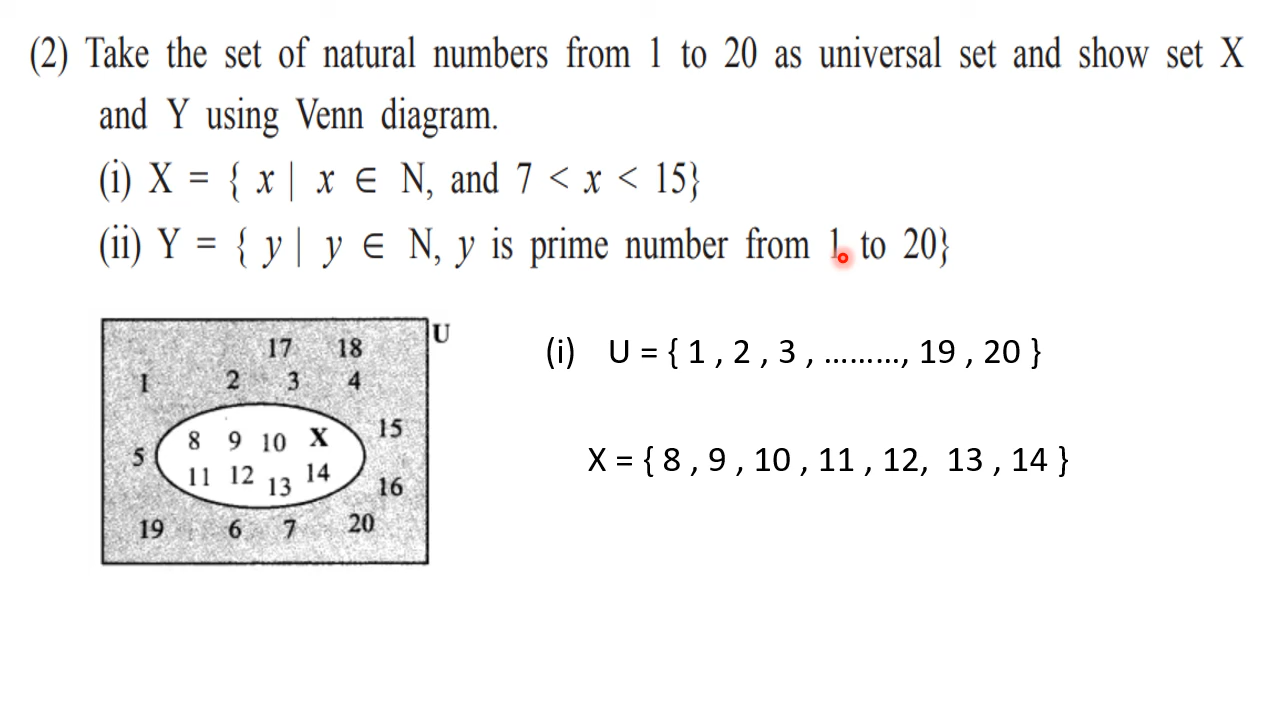 (2) Take the set of natural numbers from 1 to 20 as universal set and show set X
and Y using Venn diagram.
(i) X = { x | x ∈ N, and 7 < x < 15}
(ii) Y = { y | y ∈ N, y is prime number from 1 to 20}
U
17 18
1 2 3 4
8 9 10 X 15
5 11 12 13 14 16
19 6 7 20
(i) U = { 1 , 2 , 3 , ………, 19 , 20 }
X = { 8 , 9 , 10 , 11 , 12, 13 , 14 }